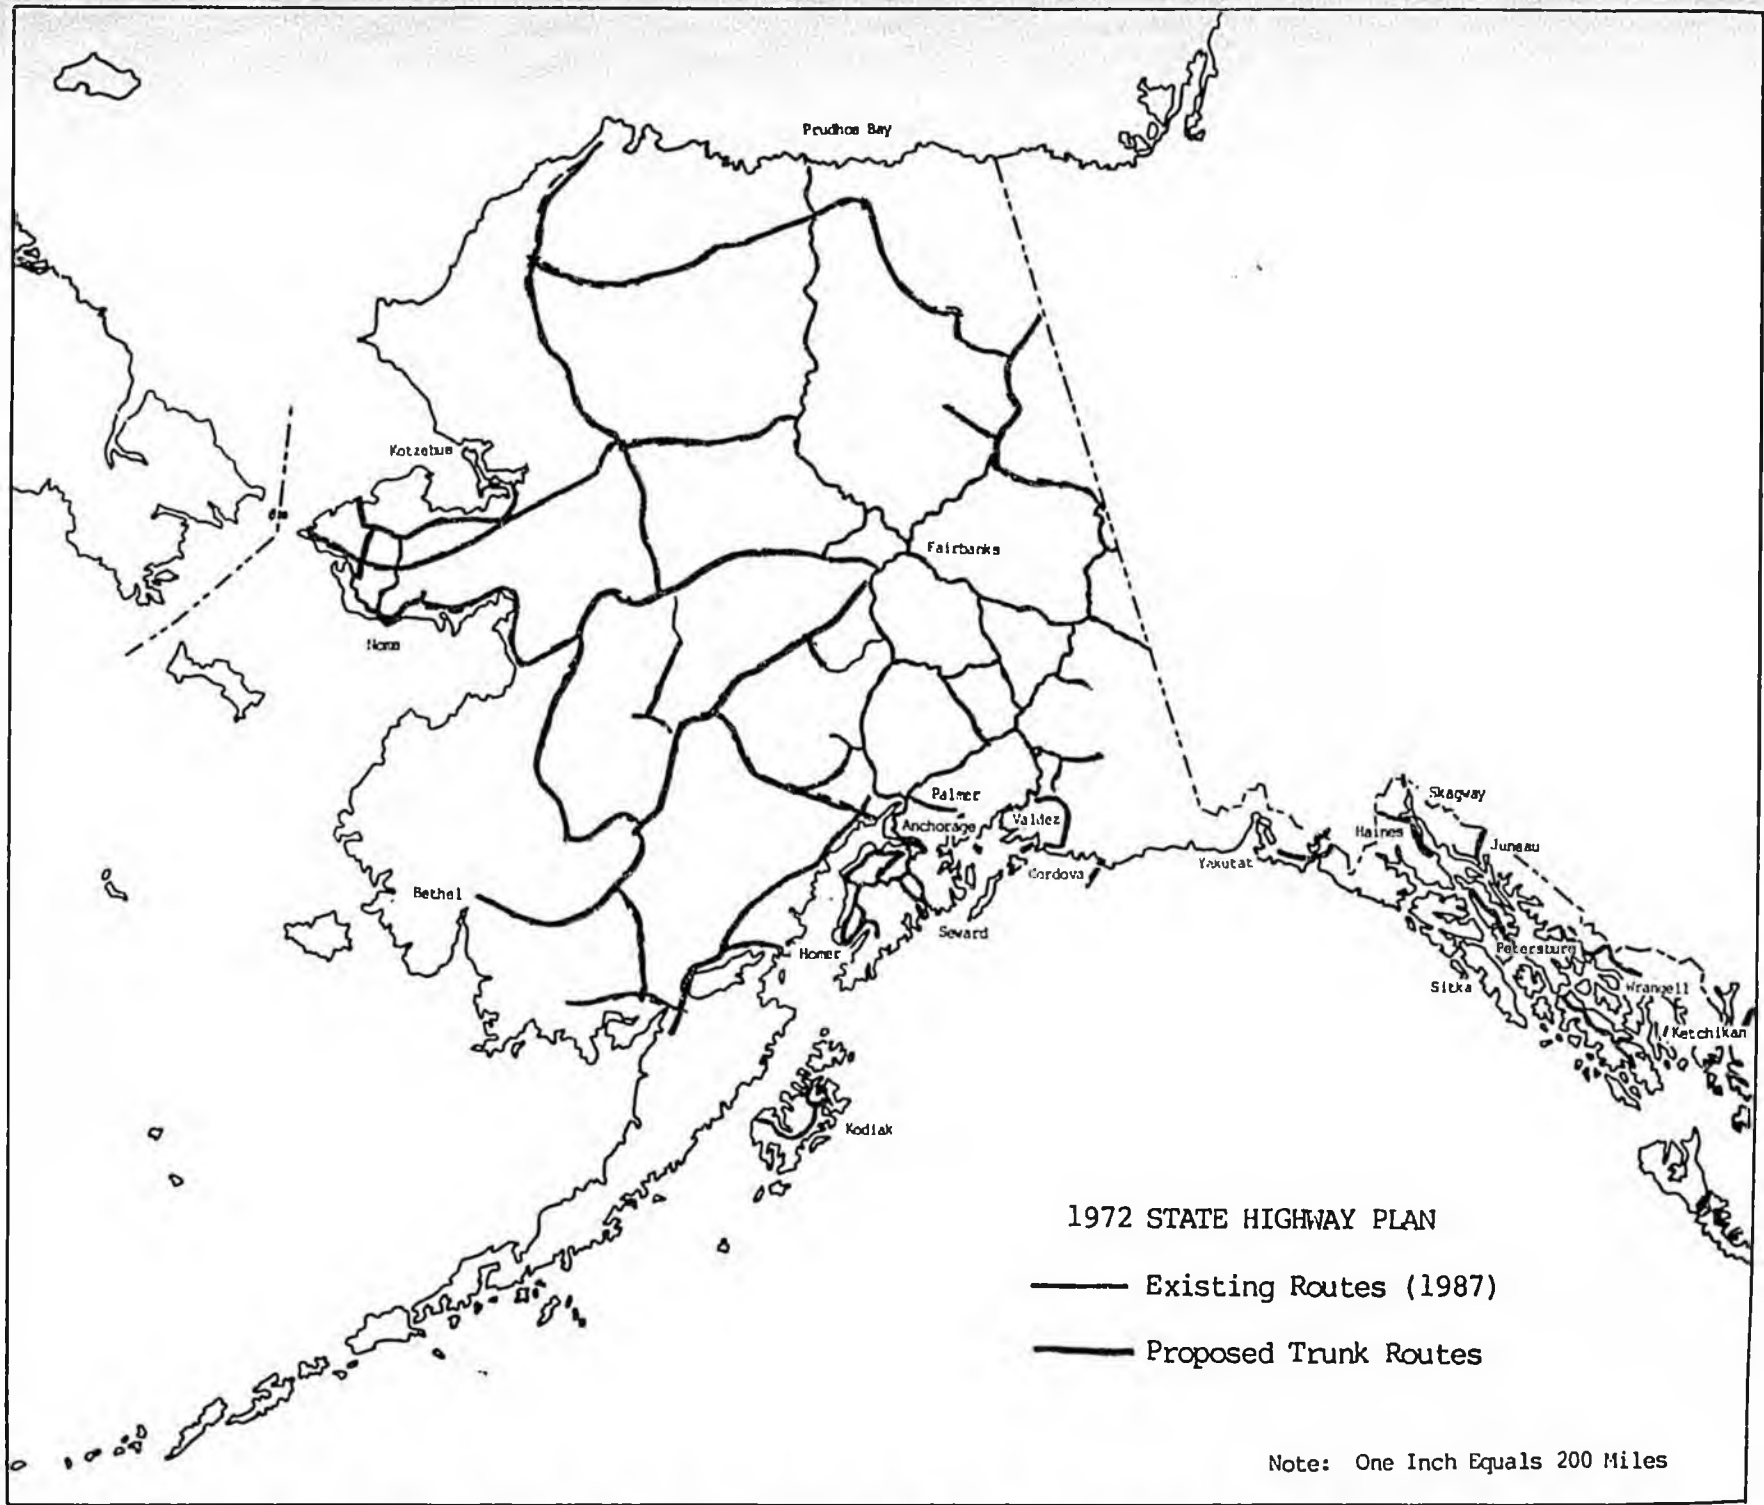 Prudhoe Bay
Kotzebue
Fairbanks
Nome
Palmer
Anchorage
Valdez
Cordova
Yakutat
Haines
Skagway
Juneau
Bethel
Seward
Homer
Petersburg
Sitka
Wrangell
Ketchikan
Kodiak
1972 STATE HIGHWAY PLAN
Existing Routes (1987)
Proposed Trunk Routes
Note: One Inch Equals 200 Miles